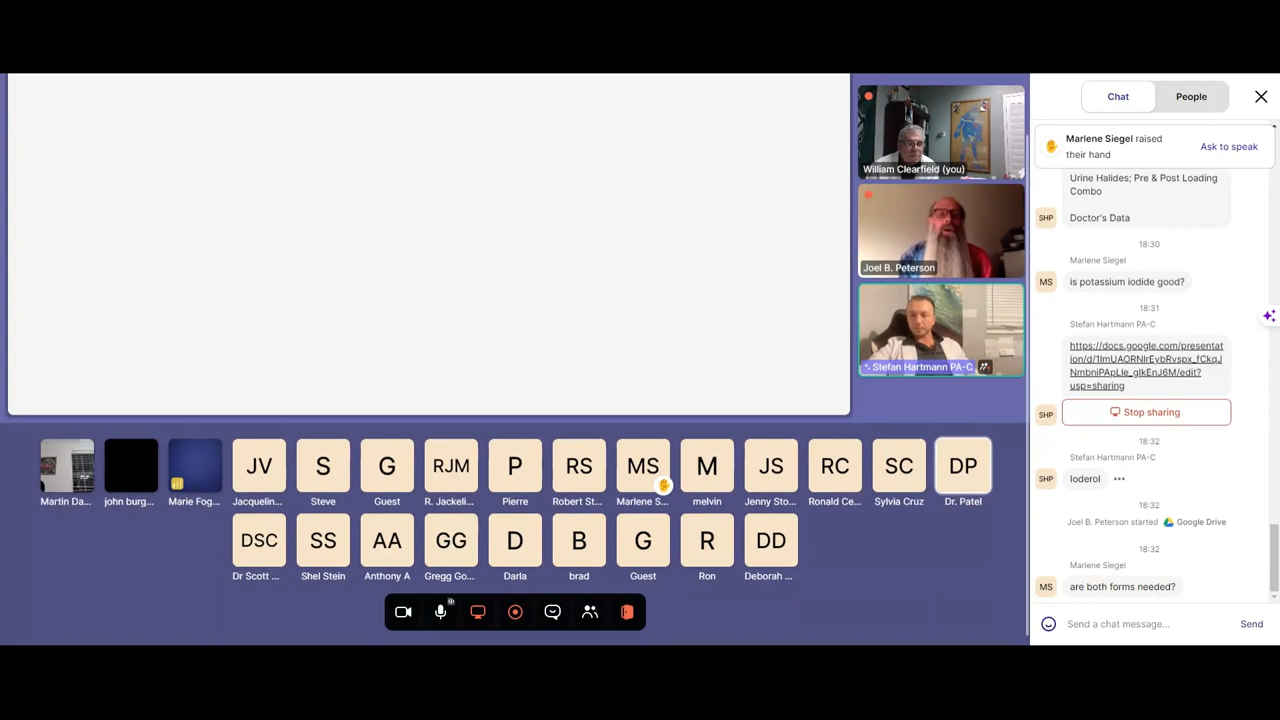 William Clearfield (you)
Joel B. Peterson
Stefan Hartmann PA-C
Martin Da...
john burg...
Marie Fog...
JV
Jacquelin...
S
Steve
G
Guest
RJM
R. Jackeli...
P
Pierre
RS
Robert St...
MS
Marlene S...
M
melvin
JS
Jenny Sto...
RC
Ronald Ce...
SC
Sylvia Cruz
DP
Dr. Patel
DSC
Dr Scott ...
SS
Shel Stein
AA
Anthony A
GG
Gregg Go...
D
Darla
B
brad
G
Guest
R
Ron
DD
Deborah ...
Chat
People
Marlene Siegel raised
their hand
Ask to speak
Urine Halides; Pre & Post Loading
Combo
Doctor's Data
SHP
18:30
Marlene Siegel
MS
is potassium iodide good?
18:31
Stefan Hartmann PA-C
https://docs.google.com/presentat
ion/d/1ImUAORNlrEybRvspx_fCkqJ
NmbniPApLle_glkEnJ6M/edit?
usp=sharing
SHP
Stop sharing
18:32
Stefan Hartmann PA-C
SHP
loderol
18:32
Joel B. Peterson started Google Drive
18:32
Marlene Siegel
MS
are both forms needed?
Send a chat message...
Send